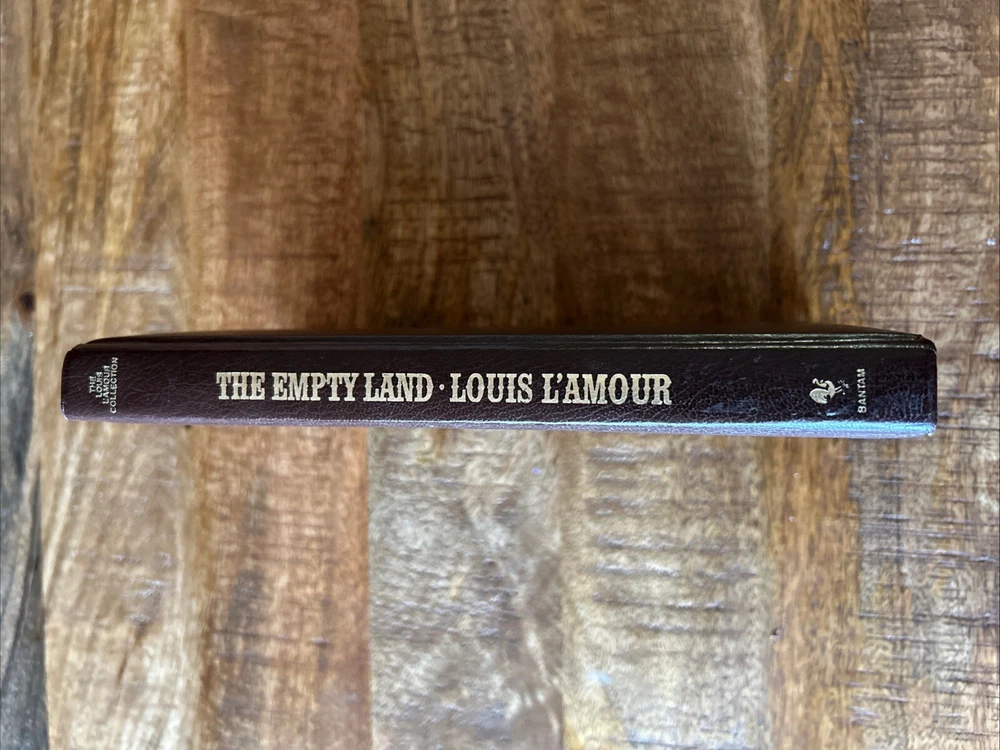 THE
LOUIS
L'AMOUR
COLLECTION
THE EMPTY LAND · LOUIS L'AMOUR
BANTAM